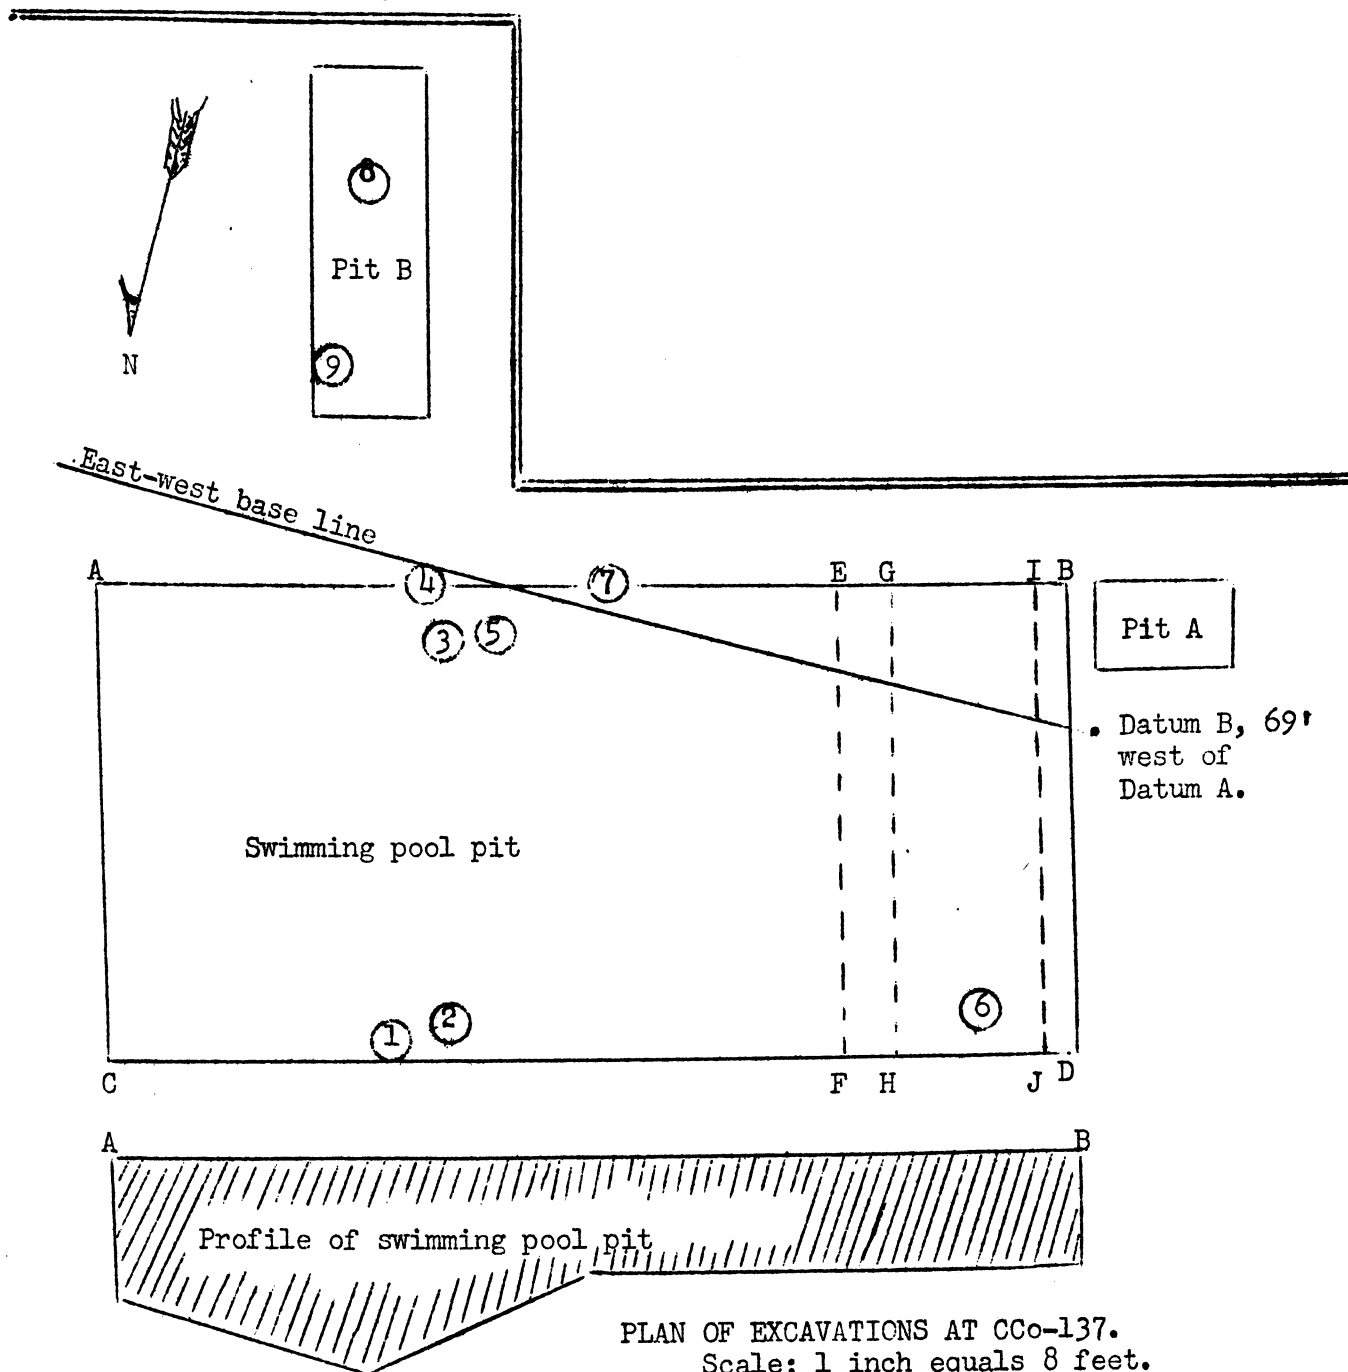 8
Pit B
N
9
East-west base line
A
4
7
E
G
I
B
3
5
Pit A
Datum B, 69'
west of
Datum A.
Swimming pool pit
6
1
2
C
F
H
J
D
A
B
Profile of swimming pool pit
PLAN OF EXCAVATIONS AT CCo-137.
Scale: 1 inch equals 8 feet.